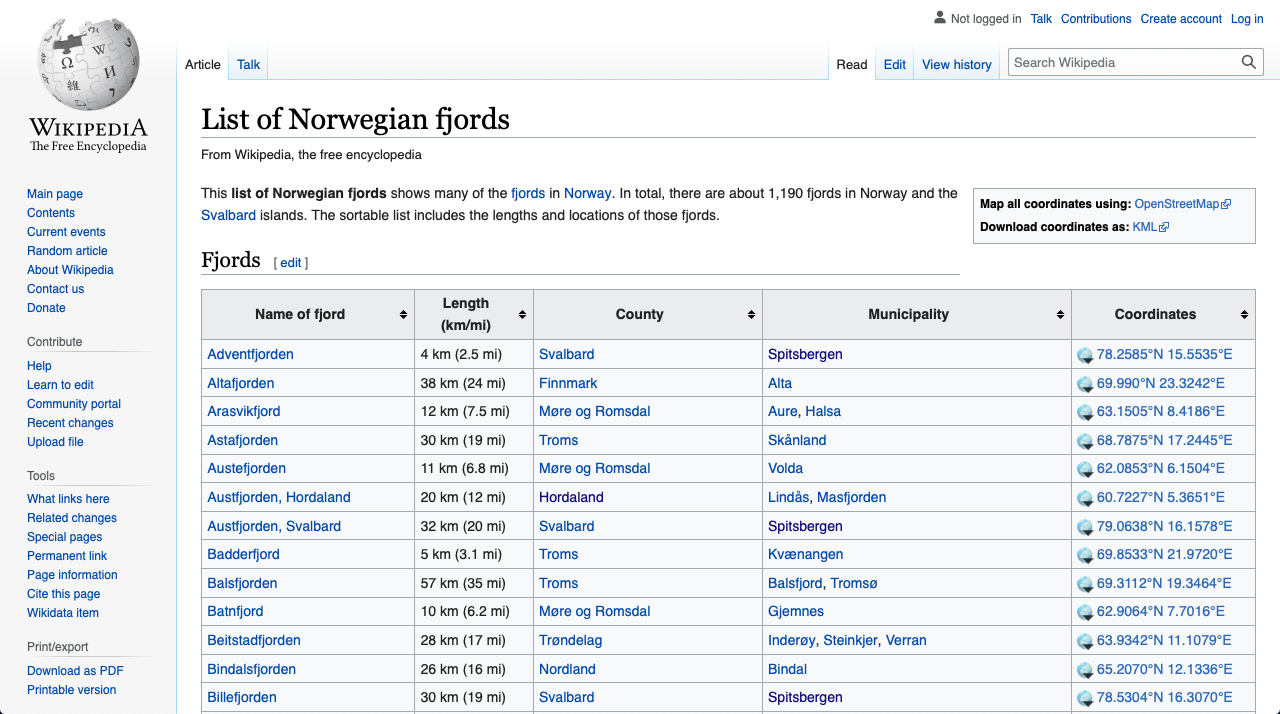 Not logged in Talk Contributions Create account Log in
Article Talk Read Edit View history Search Wikipedia
WIKIPEDIA
The Free Encyclopedia
Main page
Contents
Current events
Random article
About Wikipedia
Contact us
Donate
Contribute
Help
Learn to edit
Community portal
Recent changes
Upload file
Tools
What links here
Related changes
Special pages
Permanent link
Page information
Cite this page
Wikidata item
Print/export
Download as PDF
Printable version
List of Norwegian fjords
From Wikipedia, the free encyclopedia
This list of Norwegian fjords shows many of the fjords in Norway. In total, there are about 1,190 fjords in Norway and the
Svalbard islands. The sortable list includes the lengths and locations of those fjords.
Map all coordinates using: OpenStreetMap
Download coordinates as: KML
Fjords [ edit ]
Name of fjord Length (km/mi) County Municipality Coordinates
Adventfjorden 4 km (2.5 mi) Svalbard Spitsbergen 78.2585°N 15.5535°E
Altafjorden 38 km (24 mi) Finnmark Alta 69.990°N 23.3242°E
Arasvikfjord 12 km (7.5 mi) Møre og Romsdal Aure, Halsa 63.1505°N 8.4186°E
Astafjorden 30 km (19 mi) Troms Skånland 68.7875°N 17.2445°E
Austefjorden 11 km (6.8 mi) Møre og Romsdal Volda 62.0853°N 6.1504°E
Austfjorden, Hordaland 20 km (12 mi) Hordaland Lindås, Masfjorden 60.7227°N 5.3651°E
Austfjorden, Svalbard 32 km (20 mi) Svalbard Spitsbergen 79.0638°N 16.1578°E
Badderfjord 5 km (3.1 mi) Troms Kvænangen 69.8533°N 21.9720°E
Balsfjorden 57 km (35 mi) Troms Balsfjord, Tromsø 69.3112°N 19.3464°E
Batnfjord 10 km (6.2 mi) Møre og Romsdal Gjemnes 62.9064°N 7.7016°E
Beitstadfjorden 28 km (17 mi) Trøndelag Inderøy, Steinkjer, Verran 63.9342°N 11.1079°E
Bindalsfjorden 26 km (16 mi) Nordland Bindal 65.2070°N 12.1336°E
Billefjorden 30 km (19 mi) Svalbard Spitsbergen 78.5304°N 16.3070°E